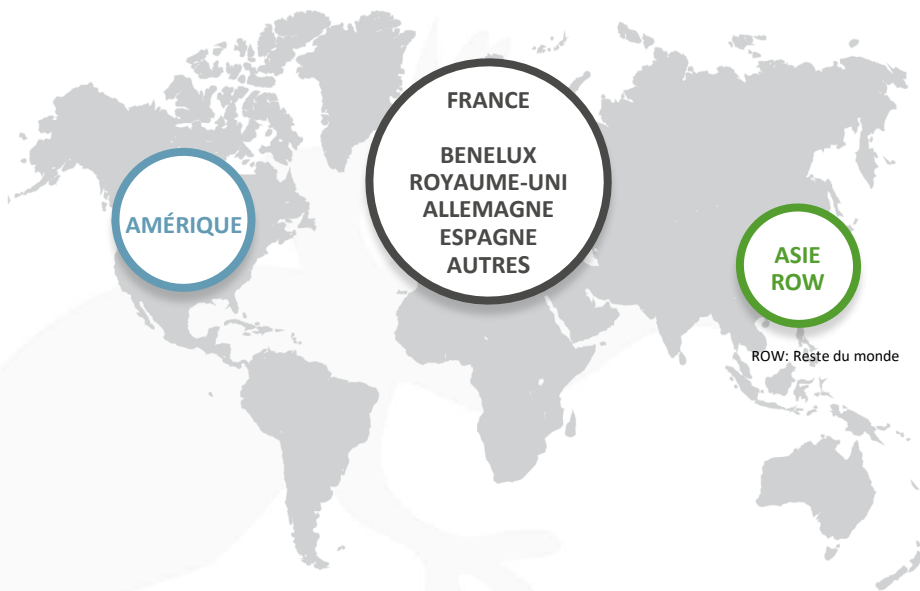 FRANCE
BENELUX
ROYAUME-UNI
ALLEMAGNE
ESPAGNE
AUTRES
AMÉRIQUE
ASIE
ROW
ROW: Reste du monde